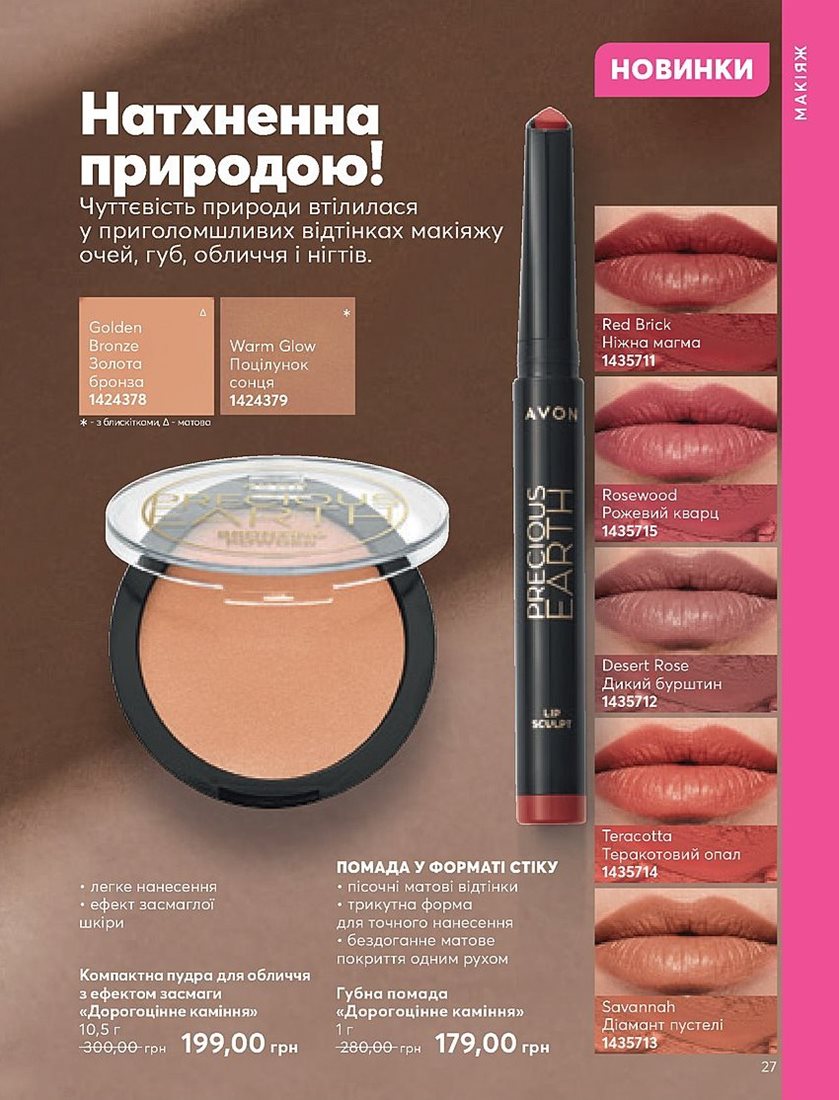 НОВИНКИ
МАКІЯЖ
Натхненна
природою!
Чуттєвість природи втілилася
у приголомшливих відтінках макіяжу
очей, губ, обличчя і нігтів.
Δ
Golden
Bronze
Золота
бронза
1424378
*
Warm Glow
Поцілунок
сонця
1424379
* - з блискітками, Δ - матова
PRECIOUS
EARTH
AVON
PRECIOUS
EARTH
LIP
SCULPT
Red Brick
Ніжна магма
1435711
Rosewood
Рожевий кварц
1435715
Desert Rose
Дикий бурштин
1435712
Teracotta
Теракотовий опал
1435714
Savannah
Діамант пустелі
1435713
• легке нанесення
• ефект засмаглої
шкіри
Компактна пудра для обличчя
з ефектом засмаги
«Дорогоцінне каміння»
10,5 г
300,00 грн 199,00 грн
ПОМАДА У ФОРМАТІ СТІКУ
• пісочні матові відтінки
• трикутна форма
для точного нанесення
• бездоганне матове
покриття одним рухом
Губна помада
«Дорогоцінне каміння»
1 г
280,00 грн 179,00 грн
27